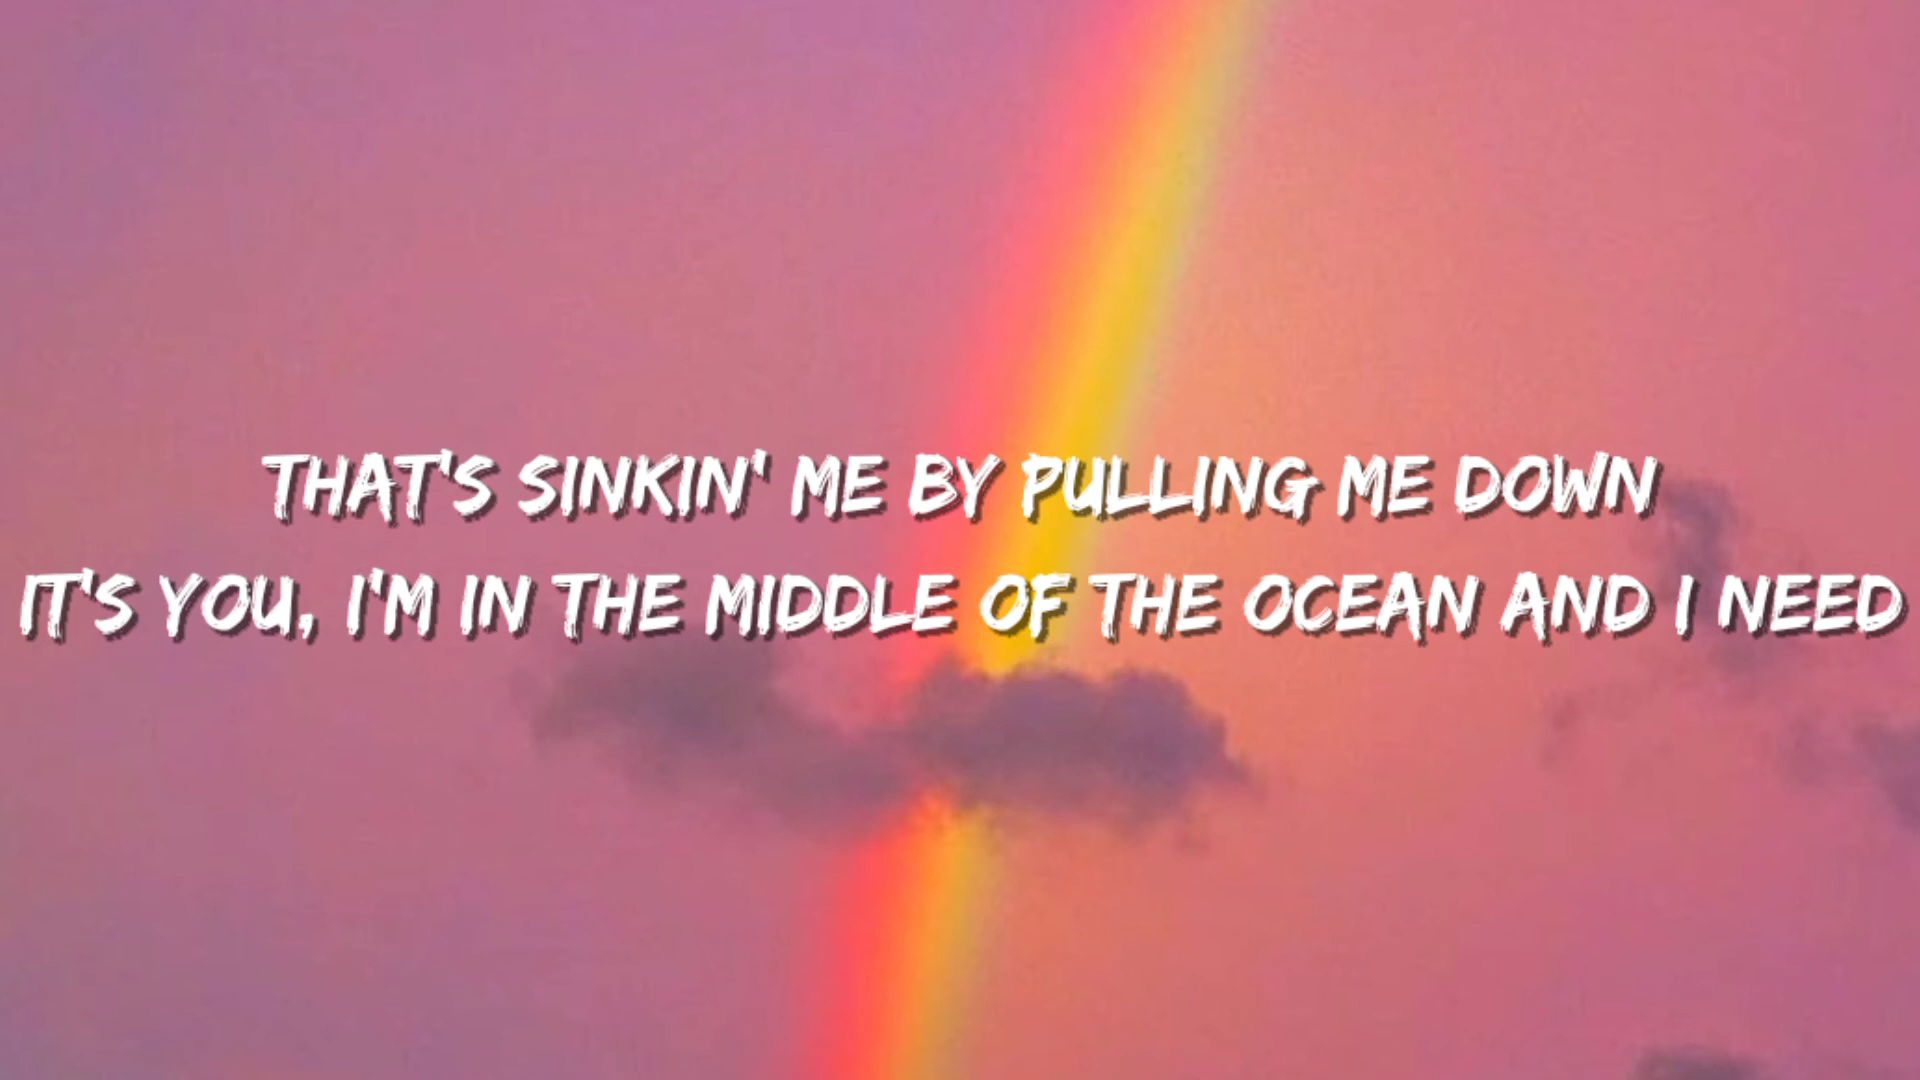 THAT'S SINKIN' ME BY PULLING ME DOWN
IT'S YOU, I'M IN THE MIDDLE OF THE OCEAN AND I NEED